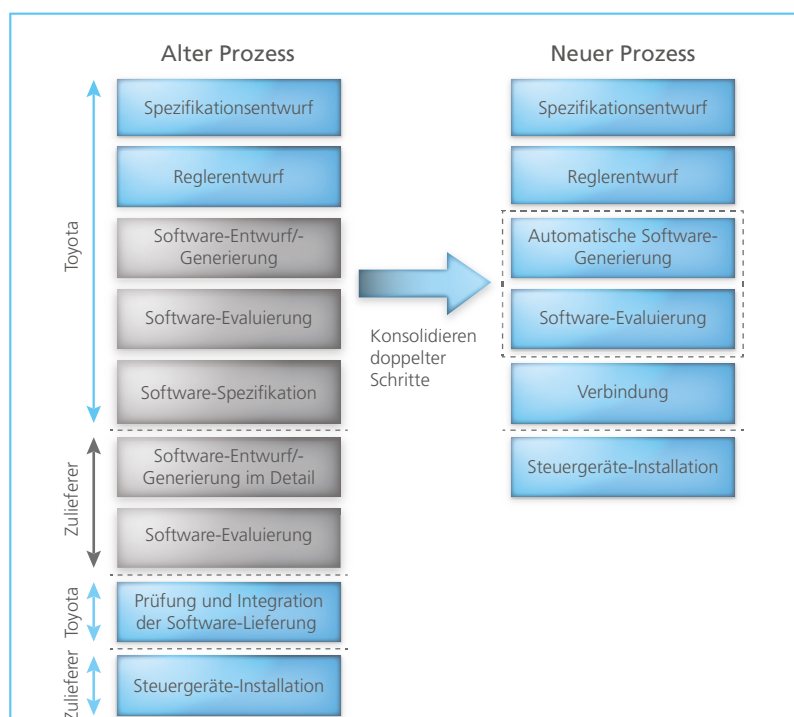 Alter Prozess
Spezifikationsentwurf
Reglerentwurf
Software-Entwurf/-
Generierung
Software-Evaluierung
Software-Spezifikation
Software-Entwurf/-
Generierung im Detail
Software-Evaluierung
Prüfung und Integration
der Software-Lieferung
Steuergeräte-Installation
Toyota
Zulieferer
Toyota
Zulieferer
Konsolidieren
doppelter
Schritte
Neuer Prozess
Spezifikationsentwurf
Reglerentwurf
Automatische Software-
Generierung
Software-Evaluierung
Verbindung
Steuergeräte-Installation